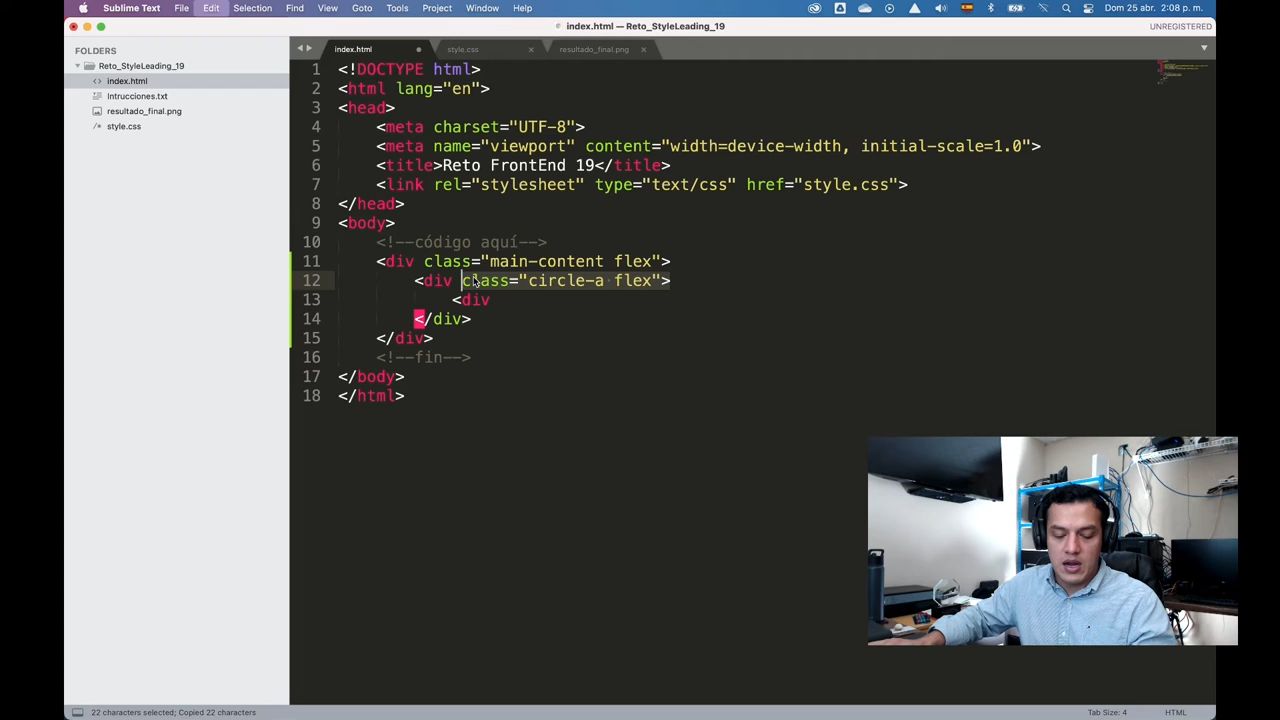 Sublime Text File Edit Selection Find View Goto Tools Project Window Help Dom 25 abr. 2:08 p. m.
index.html — Reto_StyleLeading_19 UNREGISTERED
FOLDERS
Reto_StyleLeading_19
<> index.html
Intrucciones.txt
resultado_final.png
/* style.css
index.html style.css × resultado_final.png ×
1 <!DOCTYPE html>
2 <html lang="en">
3 <head>
4 <meta charset="UTF-8">
5 <meta name="viewport" content="width=device-width, initial-scale=1.0">
6 <title>Reto FrontEnd 19</title>
7 <link rel="stylesheet" type="text/css" href="style.css">
8 </head>
9 <body>
10 <!--código aquí-->
11 <div class="main-content flex">
12 <div class="circle-a flex">
13 <div
14 </div>
15 </div>
16 <!--fin-->
17 </body>
18 </html>
22 characters selected; Copied 22 characters Tab Size: 4 HTML